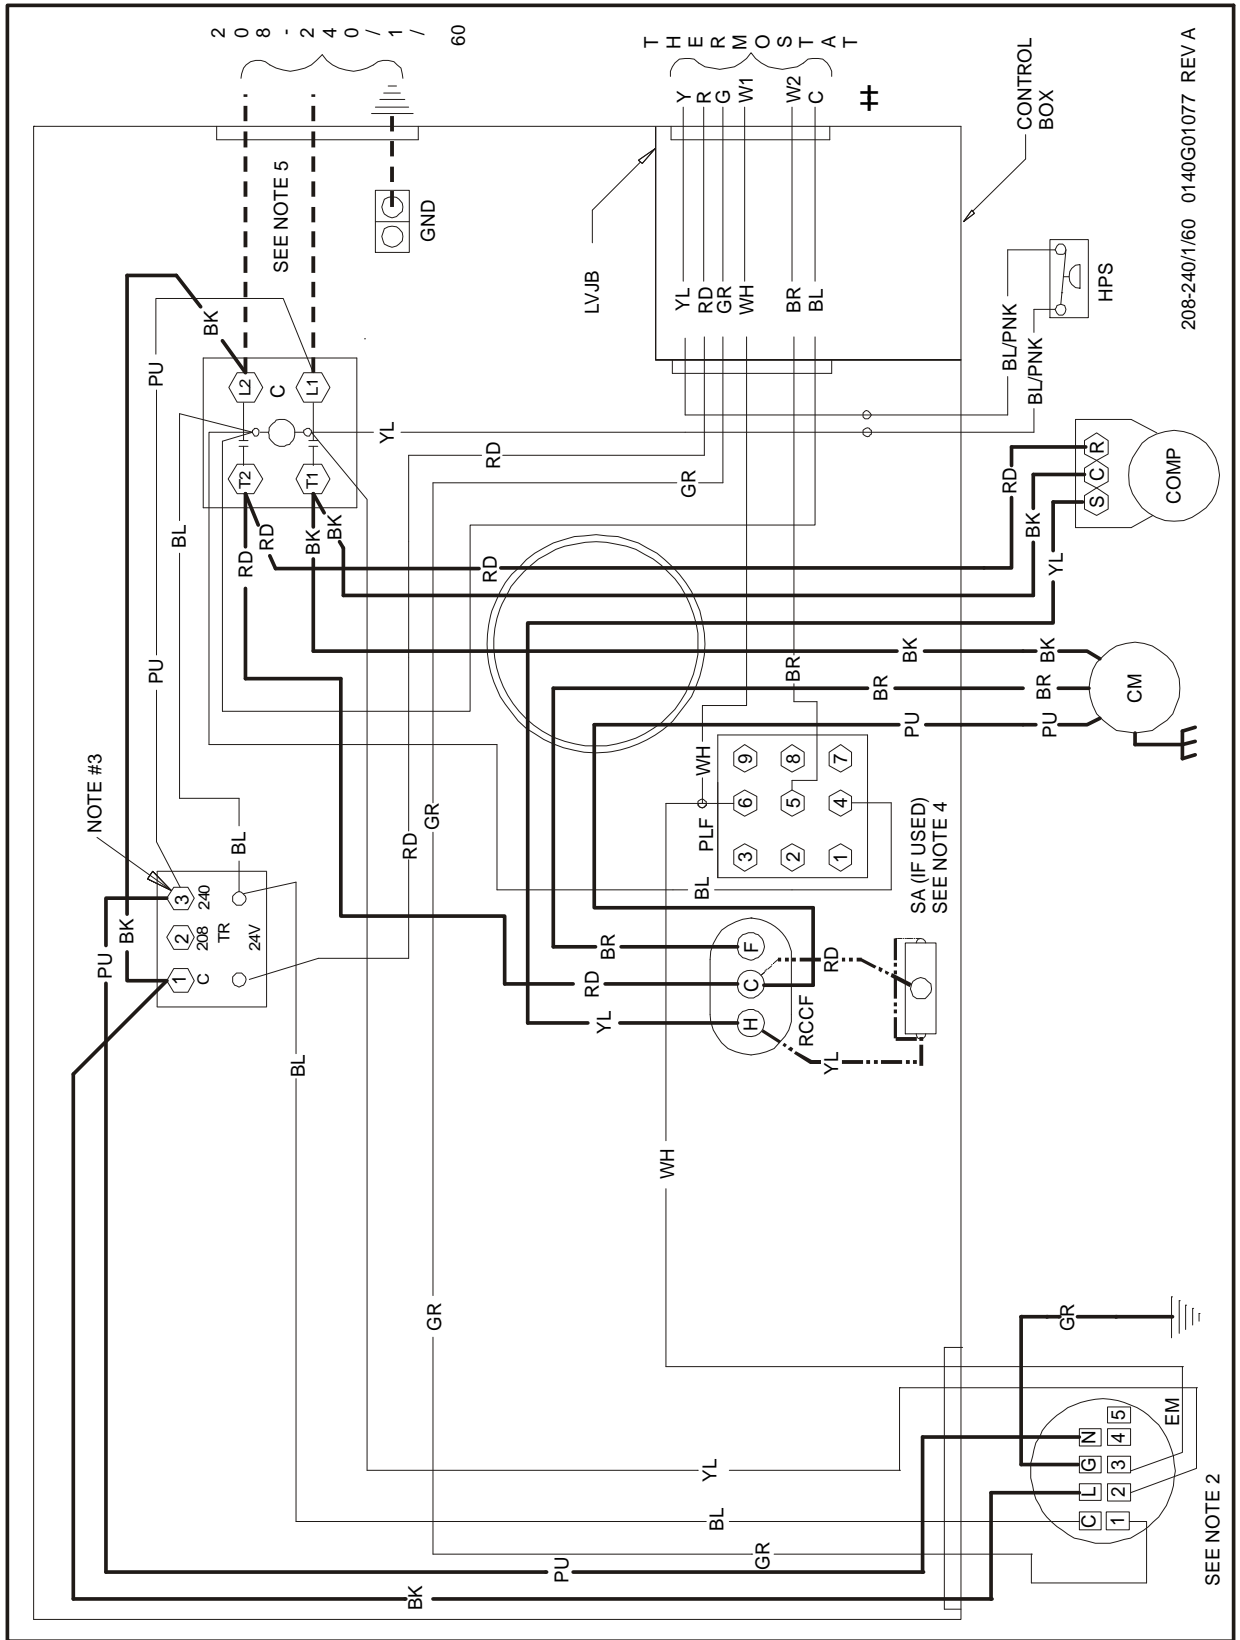 208-240/1/60
SEE NOTE 5
GND
THERMOSTAT
Y
R
G
W1
W2
C
‡
CONTROL
BOX
LVJB
YL
RD
GR
WH
BR
BL
BL/PNK
BL/PNK
HPS
208-240/1/60 0140G01077 REV A
BK
PU
L2
C
L1
T2
T1
BL
YL
RD
GR
RD
RD
BK
BK
RD
RD
BK
YL
R
C
S
COMP
PU
NOTE #3
BL
RD
GR
BR
WH
PLF
BK
BR
PU
BK
BR
PU
CM
3
240
2
208
1
C
TR
24V
PU
BK
9
8
7
6
5
4
3
2
1
BL
BR
RD
YL
F
C
H
RCCF
RD
YL
SA (IF USED)
SEE NOTE 4
BL
WH
GR
GR
YL
BL
GR
PU
BK
N
G
L
C
5
4
3
2
1
EM
SEE NOTE 2